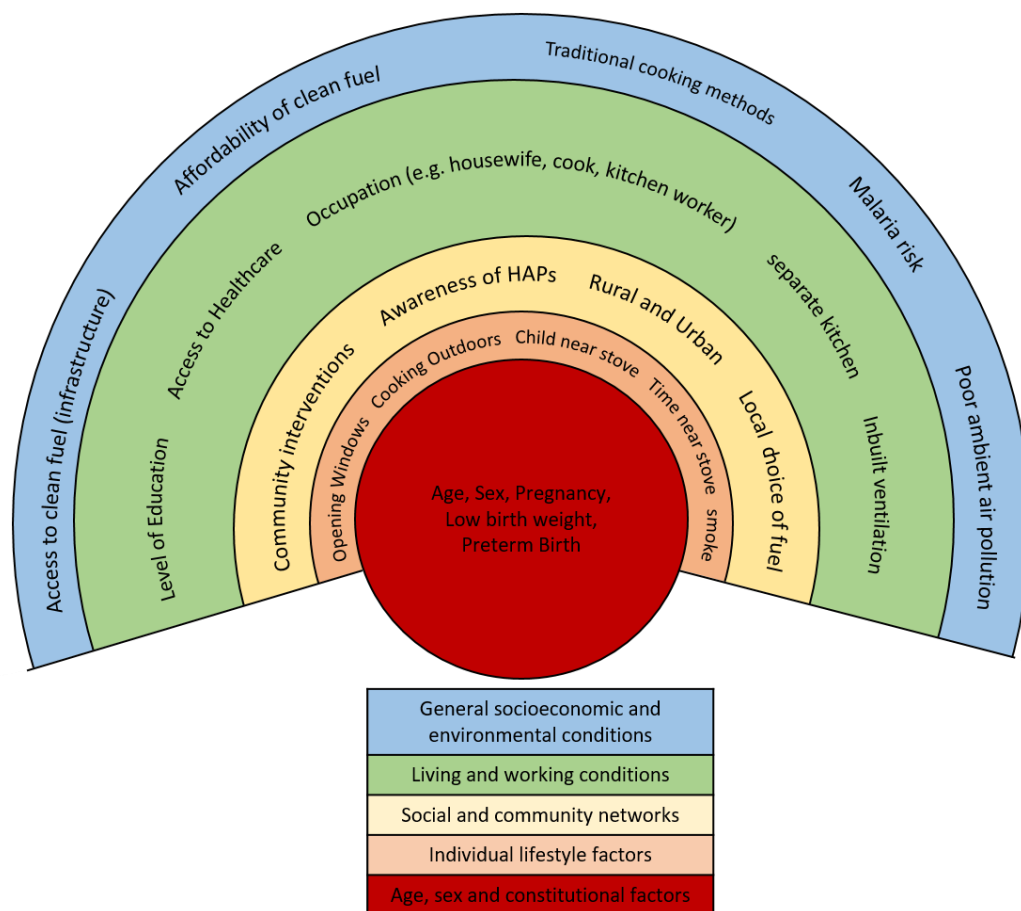 Access to clean fuel (infrastructure)
Affordability of clean fuel
Traditional cooking methods
Malaria risk
Poor ambient air pollution
Level of Education
Access to Healthcare
Occupation (e.g. housewife, cook, kitchen worker)
separate kitchen
Inbuilt ventilation
Community interventions
Awareness of HAPs
Rural and Urban
Local choice of fuel
Opening Windows
Cooking Outdoors
Child near stove
Time near stove
smoke
Age, Sex, Pregnancy,
Low birth weight,
Preterm Birth
General socioeconomic and
environmental conditions
Living and working conditions
Social and community networks
Individual lifestyle factors
Age, sex and constitutional factors